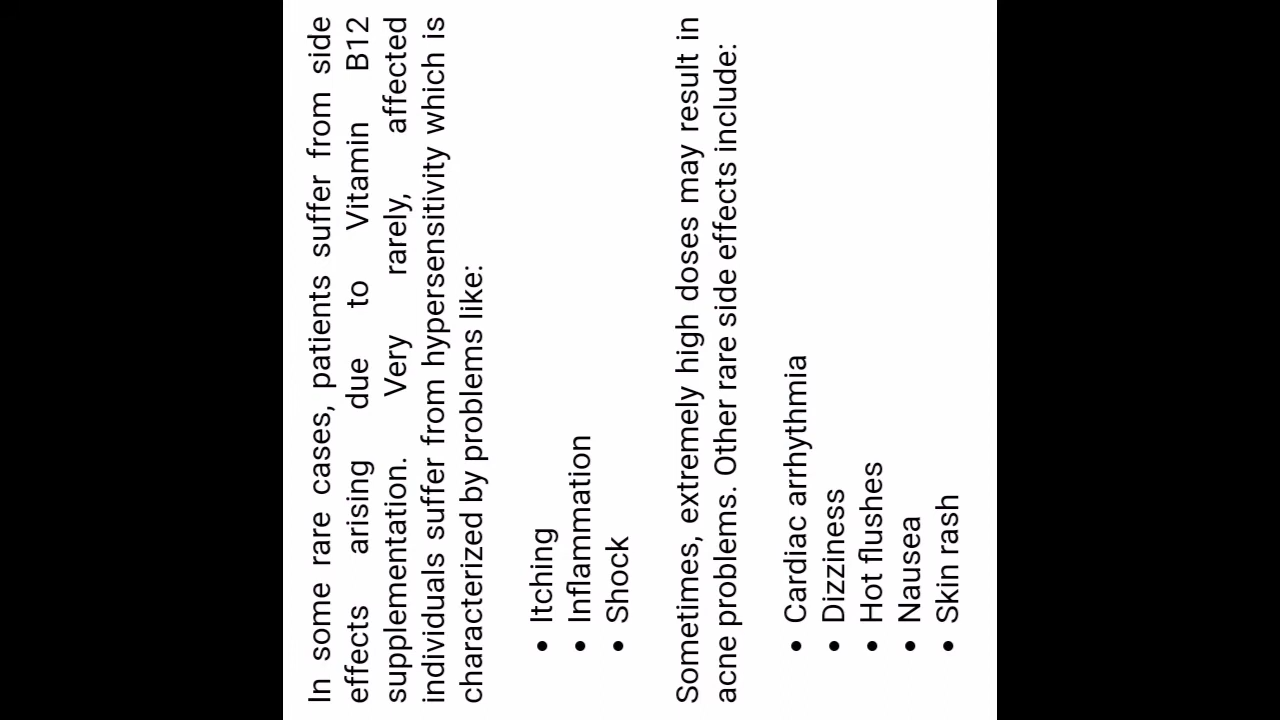 In some rare cases, patients suffer from side
effects arising due to Vitamin B12
supplementation. Very rarely, affected
individuals suffer from hypersensitivity which is
characterized by problems like:
• Itching
• Inflammation
• Shock
Sometimes, extremely high doses may result in
acne problems. Other rare side effects include:
• Cardiac arrhythmia
• Dizziness
• Hot flushes
• Nausea
• Skin rash